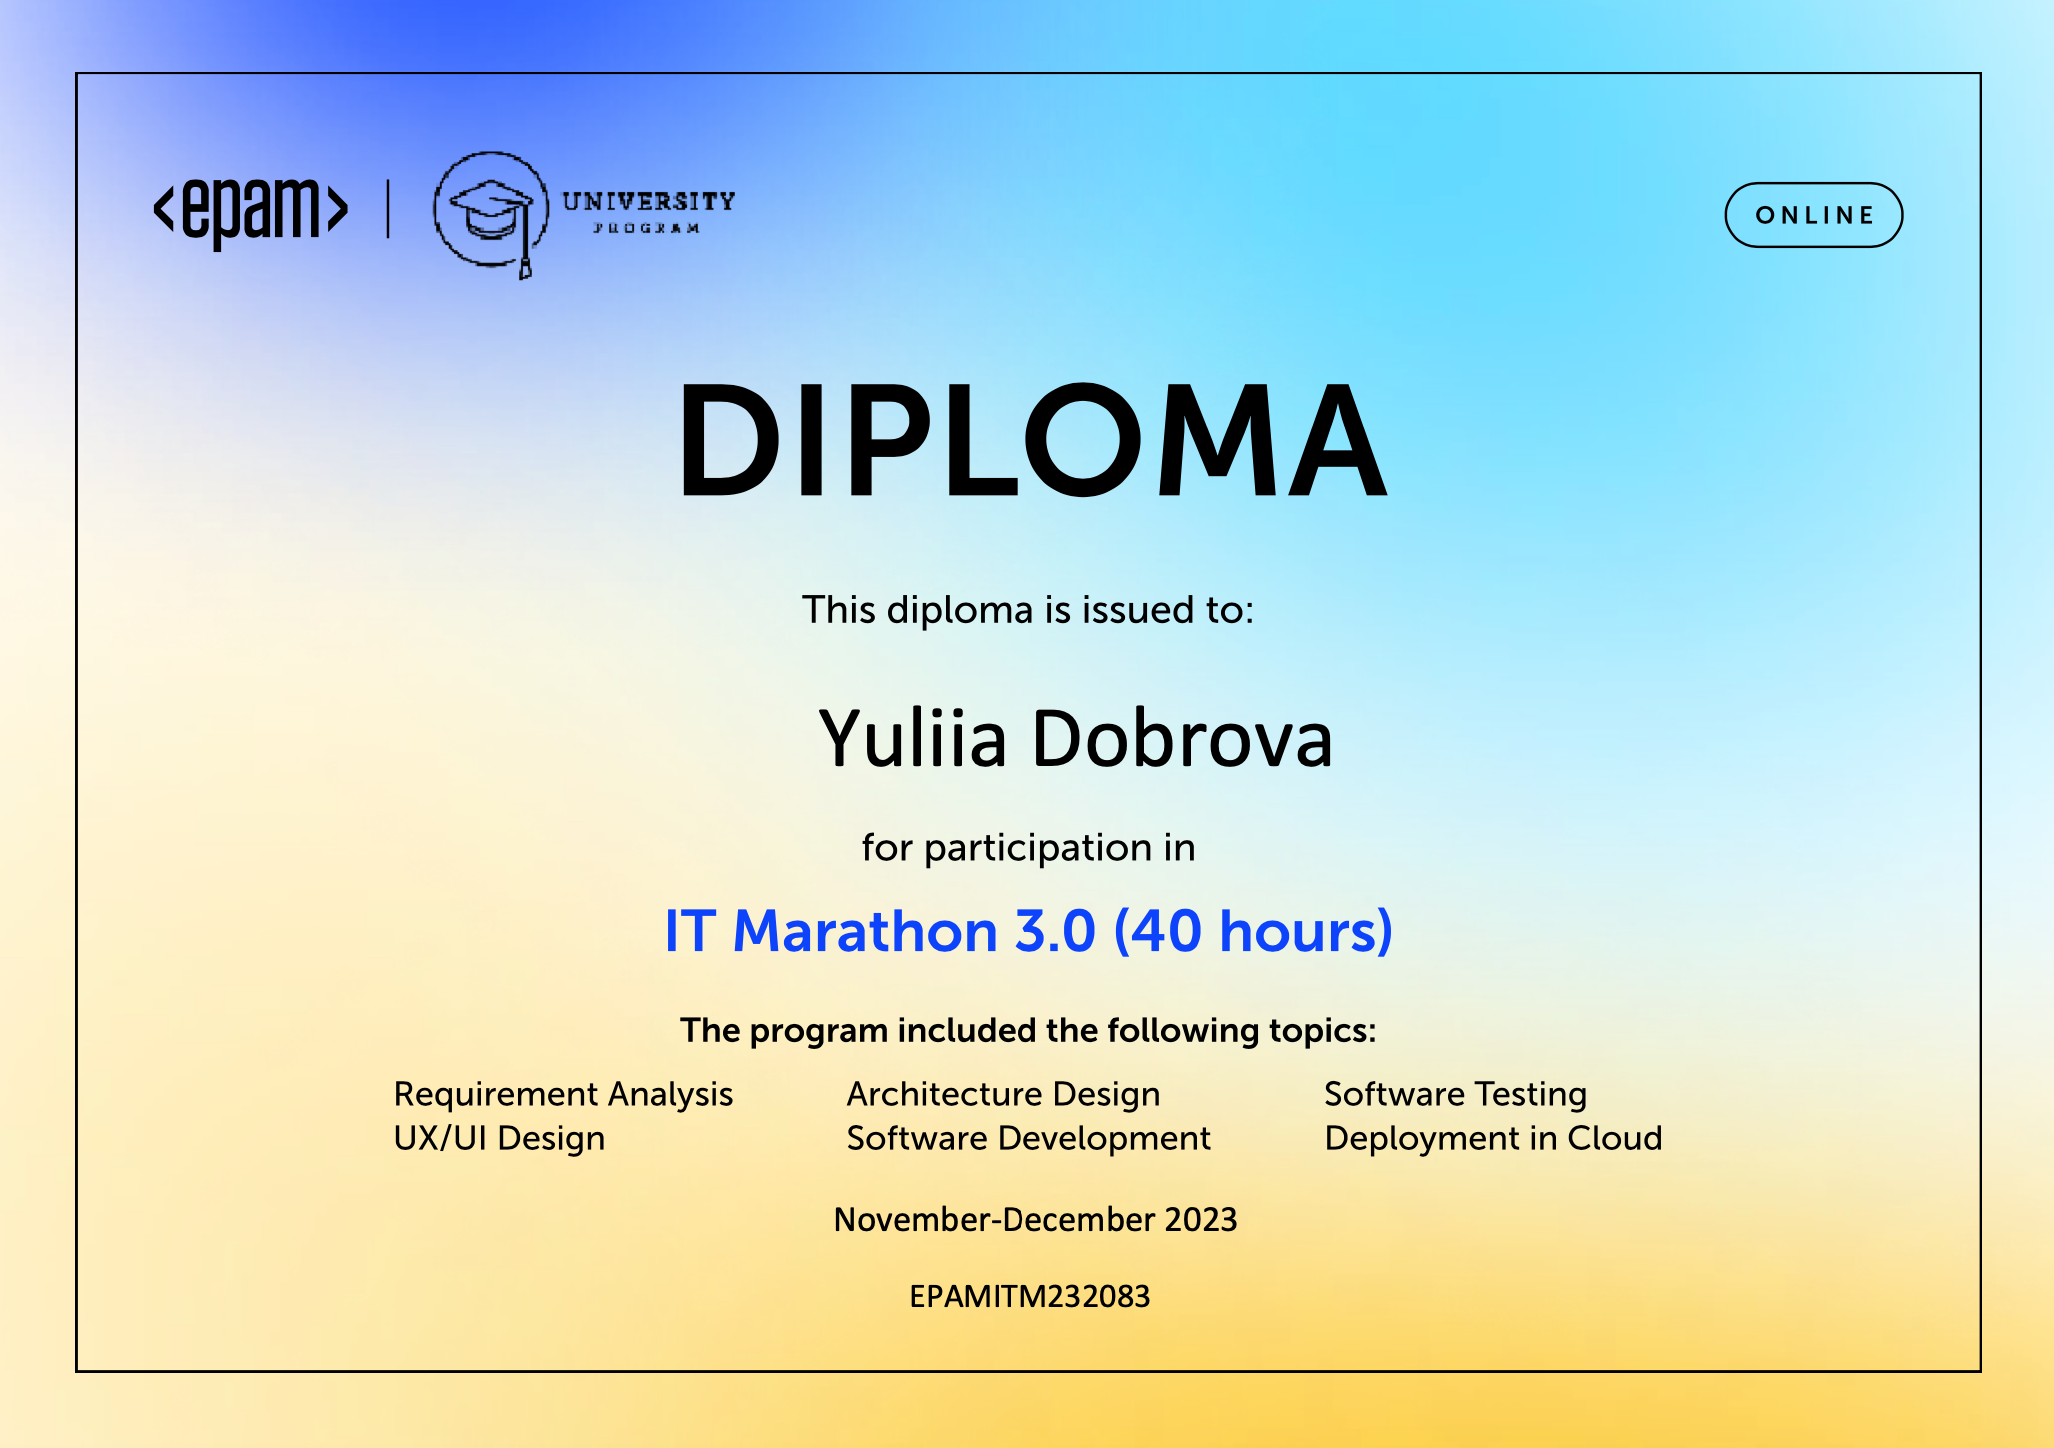 <epam>
UNIVERSITY
PROGRAM
ONLINE
DIPLOMA
This diploma is issued to:
Yuliia Dobrova
for participation in
IT Marathon 3.0 (40 hours)
The program included the following topics:
Requirement Analysis
UX/UI Design
Architecture Design
Software Development
Software Testing
Deployment in Cloud
November-December 2023
EPAMITM232083